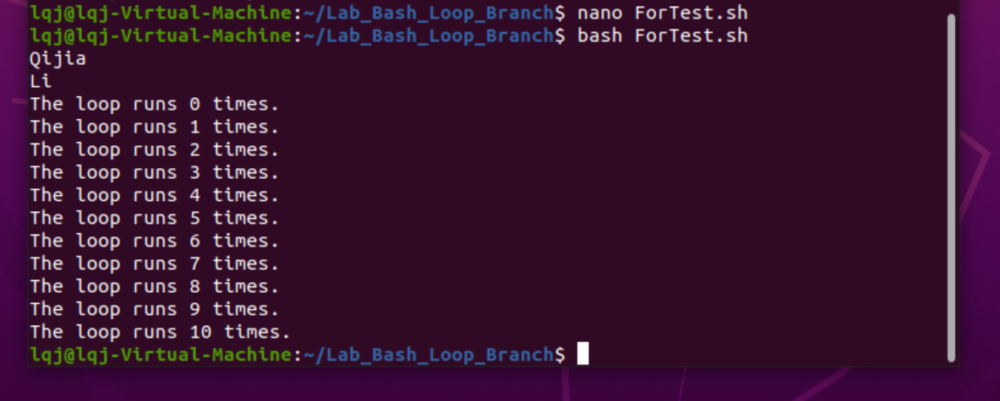 lqj@lqj-Virtual-Machine:~/Lab_Bash_Loop_Branch$ nano ForTest.sh
lqj@lqj-Virtual-Machine:~/Lab_Bash_Loop_Branch$ bash ForTest.sh
Qijia
Li
The loop runs 0 times.
The loop runs 1 times.
The loop runs 2 times.
The loop runs 3 times.
The loop runs 4 times.
The loop runs 5 times.
The loop runs 6 times.
The loop runs 7 times.
The loop runs 8 times.
The loop runs 9 times.
The loop runs 10 times.
lqj@lqj-Virtual-Machine:~/Lab_Bash_Loop_Branch$